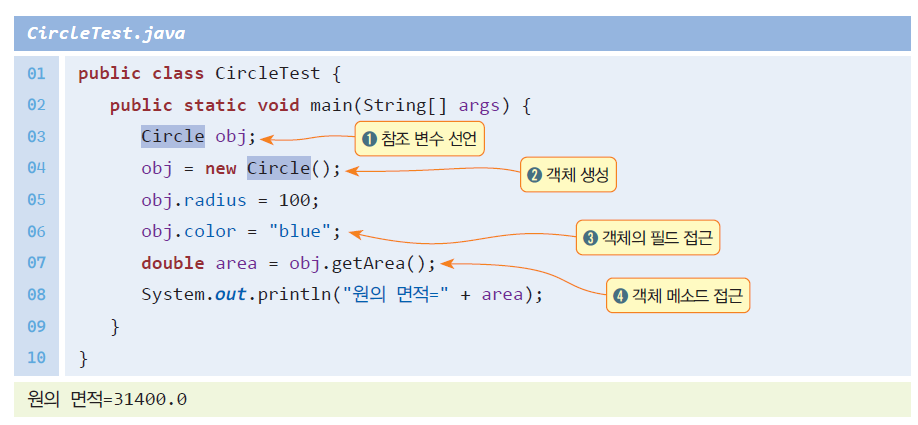 CircleTest.java
01 public class CircleTest {
02 public static void main(String[] args) {
03 Circle obj; ❶ 참조 변수 선언
04 obj = new Circle(); ❷ 객체 생성
05 obj.radius = 100;
06 obj.color = "blue"; ❸ 객체의 필드 접근
07 double area = obj.getArea();
08 System.out.println("원의 면적=" + area); ❹ 객체 메소드 접근
09 }
10 }
원의 면적=31400.0